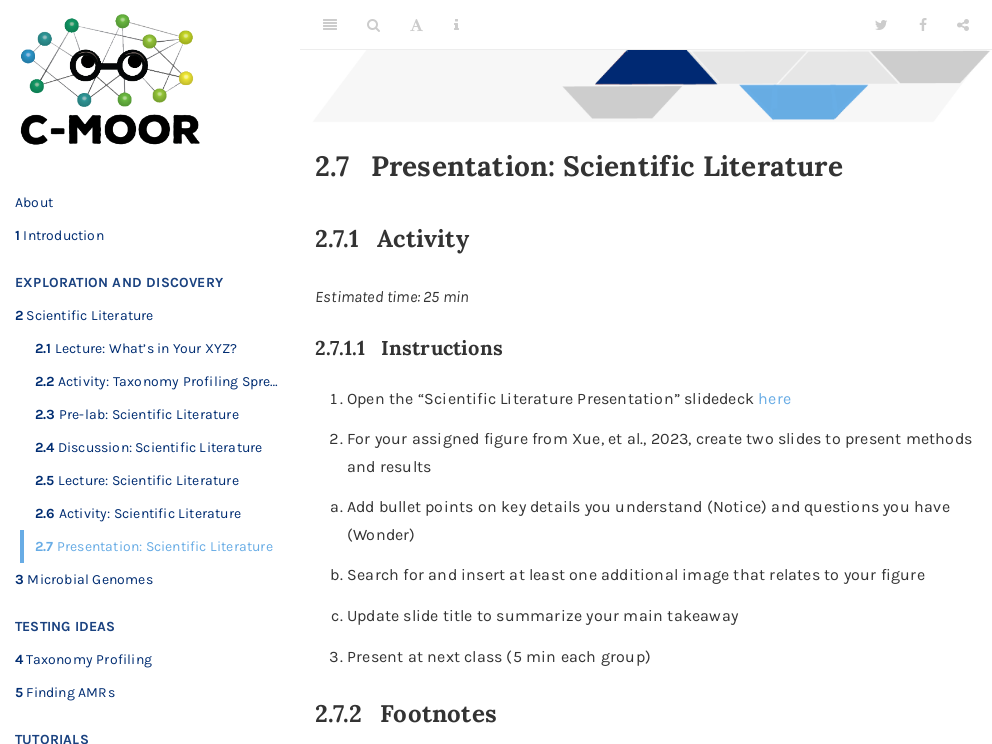 C-MOOR
About
1 Introduction
EXPLORATION AND DISCOVERY
2 Scientific Literature
2.1 Lecture: What's in Your XYZ?
2.2 Activity: Taxonomy Profiling Spre…
2.3 Pre-lab: Scientific Literature
2.4 Discussion: Scientific Literature
2.5 Lecture: Scientific Literature
2.6 Activity: Scientific Literature
2.7 Presentation: Scientific Literature
3 Microbial Genomes
TESTING IDEAS
4 Taxonomy Profiling
5 Finding AMRs
TUTORIALS
2.7 Presentation: Scientific Literature
2.7.1 Activity
Estimated time: 25 min
2.7.1.1 Instructions
1. Open the “Scientific Literature Presentation” slidedeck here
2. For your assigned figure from Xue, et al., 2023, create two slides to present methods
and results
a. Add bullet points on key details you understand (Notice) and questions you have
(Wonder)
b. Search for and insert at least one additional image that relates to your figure
c. Update slide title to summarize your main takeaway
3. Present at next class (5 min each group)
2.7.2 Footnotes